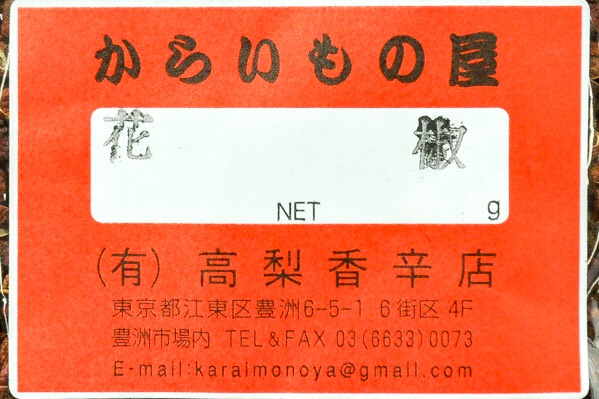 からいもの屋
花椒
NET g
(有)高梨香辛店
東京都江東区豊洲6-5-1 6街区4F
豊洲市場内 TEL&FAX 03(6633)0073
E-mail:karaimonoya@gmail.com